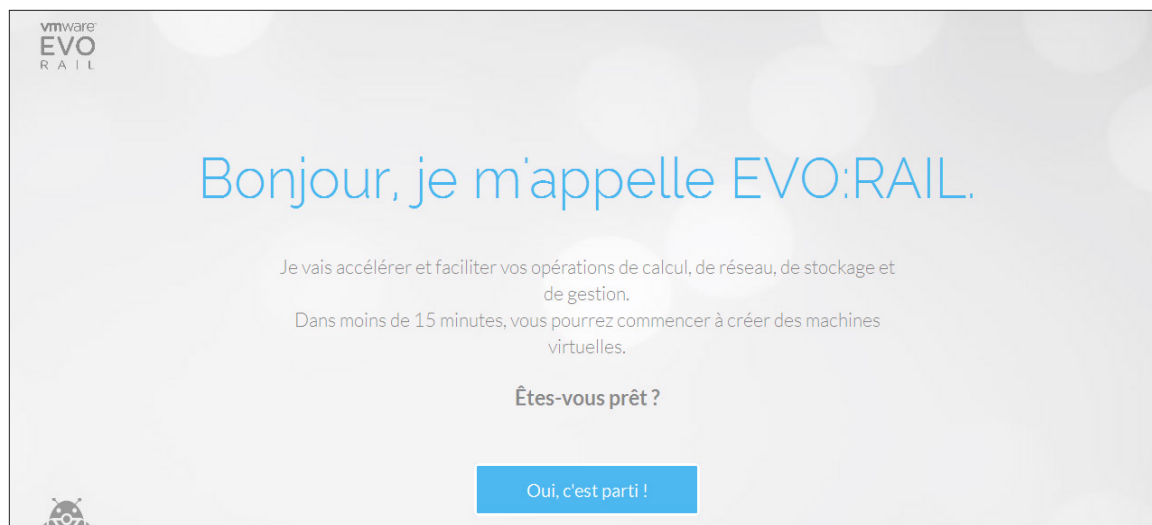 vmware
EVO
RAIL
Bonjour, je m'appelle EVO:RAIL.
Je vais accélérer et faciliter vos opérations de calcul, de réseau, de stockage et
de gestion.
Dans moins de 15 minutes, vous pourrez commencer à créer des machines
virtuelles.
Êtes-vous prêt ?
Oui, c'est parti !